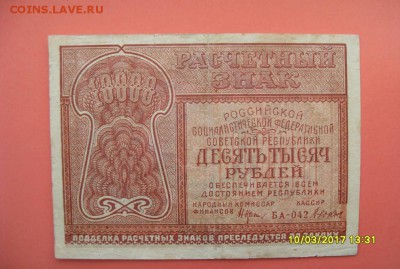 COINS.LAV.RU
РАСЧЕТНЫЙ
ЗНАК
РОССИЙСКОЙ
СОЦИАЛИСТИЧЕСКОЙ ФЕДЕРАТИВНОЙ
СОВЕТСКОЙ РЕСПУБЛИКИ
ДЕСЯТЬ ТЫСЯЧ
РУБЛЕЙ
ОБЕСПЕЧИВАЕТСЯ ВСЕМ
ДОСТОЯНИЕМ РЕСПУБЛИКИ
НАРОДНЫЙ КОМИССАР КАССИР
ФИНАНСОВ БА-042
ПОДДЕЛКА РАСЧЕТНЫХ ЗНАКОВ ПРЕСЛЕДУЕТСЯ ПО ЗАКОНУ
10/03/2017 13:31